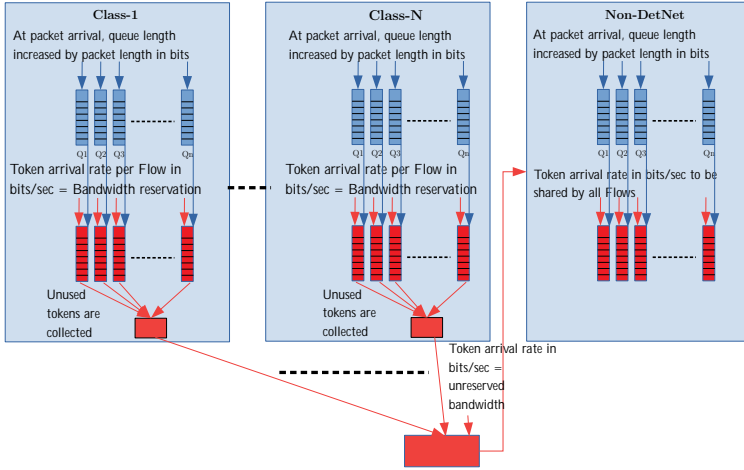 Class-1
At packet arrival, queue length
increased by packet length in bits
Q1 Q2 Q3 Qn
Token arrival rate per Flow in
bits/sec = Bandwidth reservation
Unused
tokens are
collected
Class-N
At packet arrival, queue length
increased by packet length in bits
Q1 Q2 Q3 Qn
Token arrival rate per Flow in
bits/sec = Bandwidth reservation
Unused
tokens are
collected
Token arrival rate in
bits/sec =
unreserved
bandwidth
Non-DetNet
At packet arrival, queue length
increased by packet length in bits
Q1 Q2 Q3 Qn
Token arrival rate in bits/sec to be
shared by all Flows